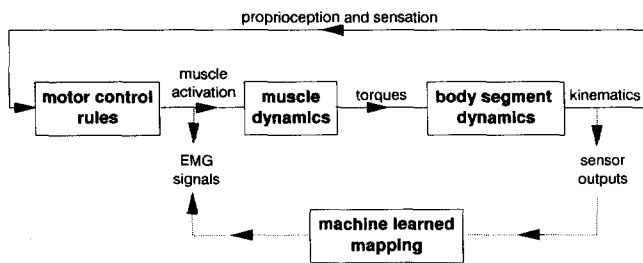 proprioception and sensation
muscle
activation
motor control
rules
muscle
dynamics
torques
body segment
dynamics
kinematics
EMG
signals
sensor
outputs
machine learned
mapping